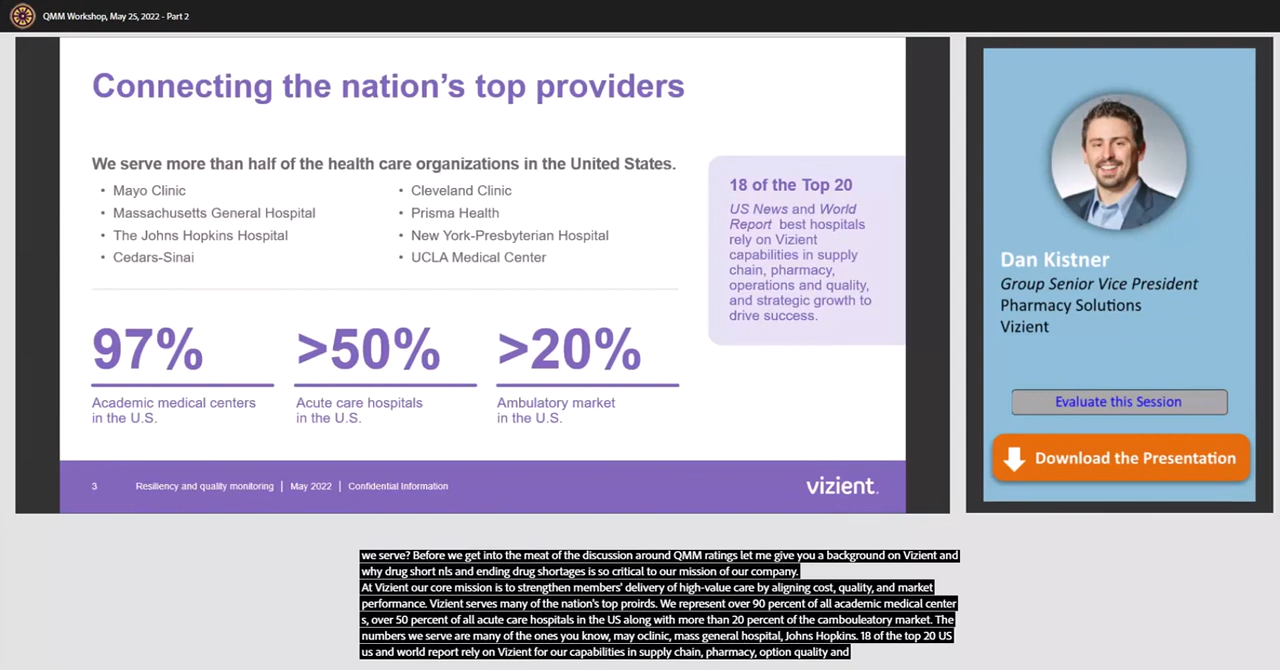 QMM Workshop, May 25, 2022 - Part 2
Connecting the nation's top providers
We serve more than half of the health care organizations in the United States.
• Mayo Clinic
• Massachusetts General Hospital
• The Johns Hopkins Hospital
• Cedars-Sinai
• Cleveland Clinic
• Prisma Health
• New York-Presbyterian Hospital
• UCLA Medical Center
18 of the Top 20
US News and World
Report best hospitals
rely on Vizient
capabilities in supply
chain, pharmacy,
operations and quality,
and strategic growth to
drive success.
97%
Academic medical centers
in the U.S.
>50%
Acute care hospitals
in the U.S.
>20%
Ambulatory market
in the U.S.
3 Resiliency and quality monitoring | May 2022 | Confidential Information
vizient.
Dan Kistner
Group Senior Vice President
Pharmacy Solutions
Vizient
Evaluate this Session
Download the Presentation
we serve? Before we get into the meat of the discussion around QMM ratings let me give you a background on Vizient and
why drug short nls and ending drug shortages is so critical to our mission of our company.
At Vizient our core mission is to strengthen members' delivery of high-value care by aligning cost, quality, and market
performance. Vizient serves many of the nation's top proirds. We represent over 90 percent of all academic medical center
s, over 50 percent of all acute care hospitals in the US along with more than 20 percent of the cambouleatory market. The
numbers we serve are many of the ones you know, may oclinic, mass general hospital, Johns Hopkins. 18 of the top 20 US
us and world report rely on Vizient for our capabilities in supply chain, pharmacy, option quality and